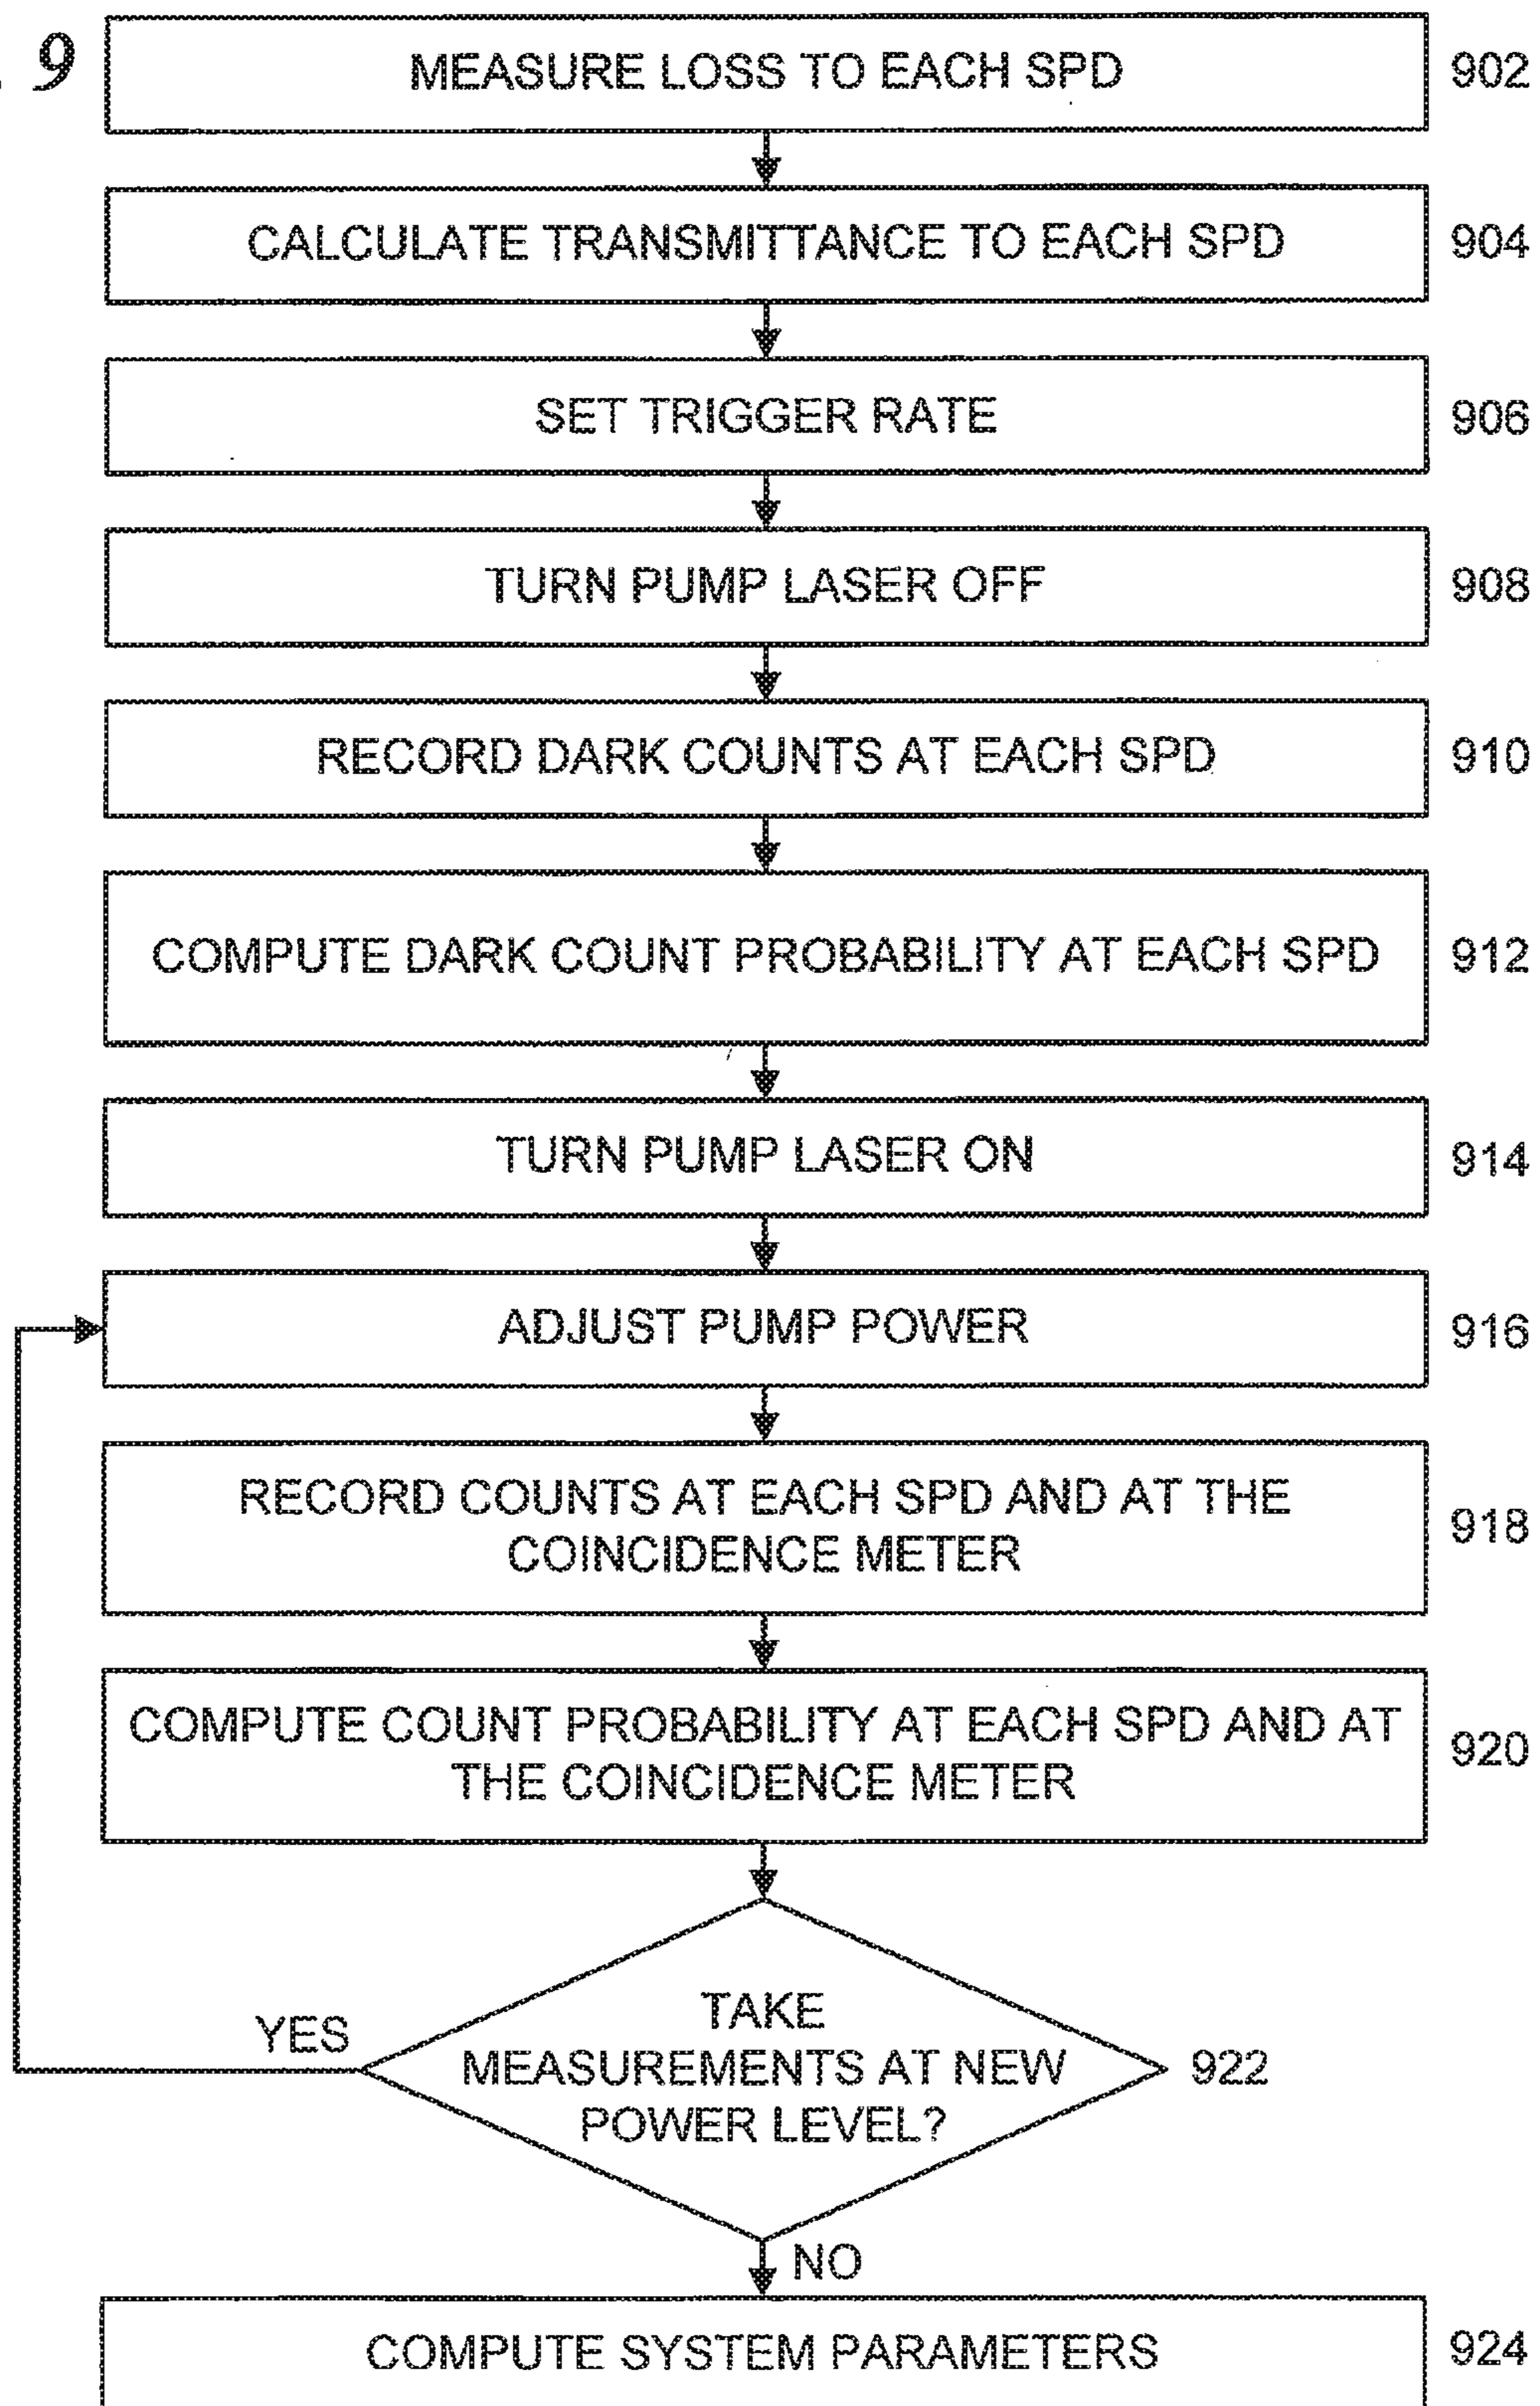 9
MEASURE LOSS TO EACH SPD 902
CALCULATE TRANSMITTANCE TO EACH SPD 904
SET TRIGGER RATE 906
TURN PUMP LASER OFF 908
RECORD DARK COUNTS AT EACH SPD 910
COMPUTE DARK COUNT PROBABILITY AT EACH SPD 912
TURN PUMP LASER ON 914
ADJUST PUMP POWER 916
RECORD COUNTS AT EACH SPD AND AT THE
COINCIDENCE METER 918
COMPUTE COUNT PROBABILITY AT EACH SPD AND AT
THE COINCIDENCE METER 920
YES
TAKE
MEASUREMENTS AT NEW
POWER LEVEL? 922
NO
COMPUTE SYSTEM PARAMETERS 924